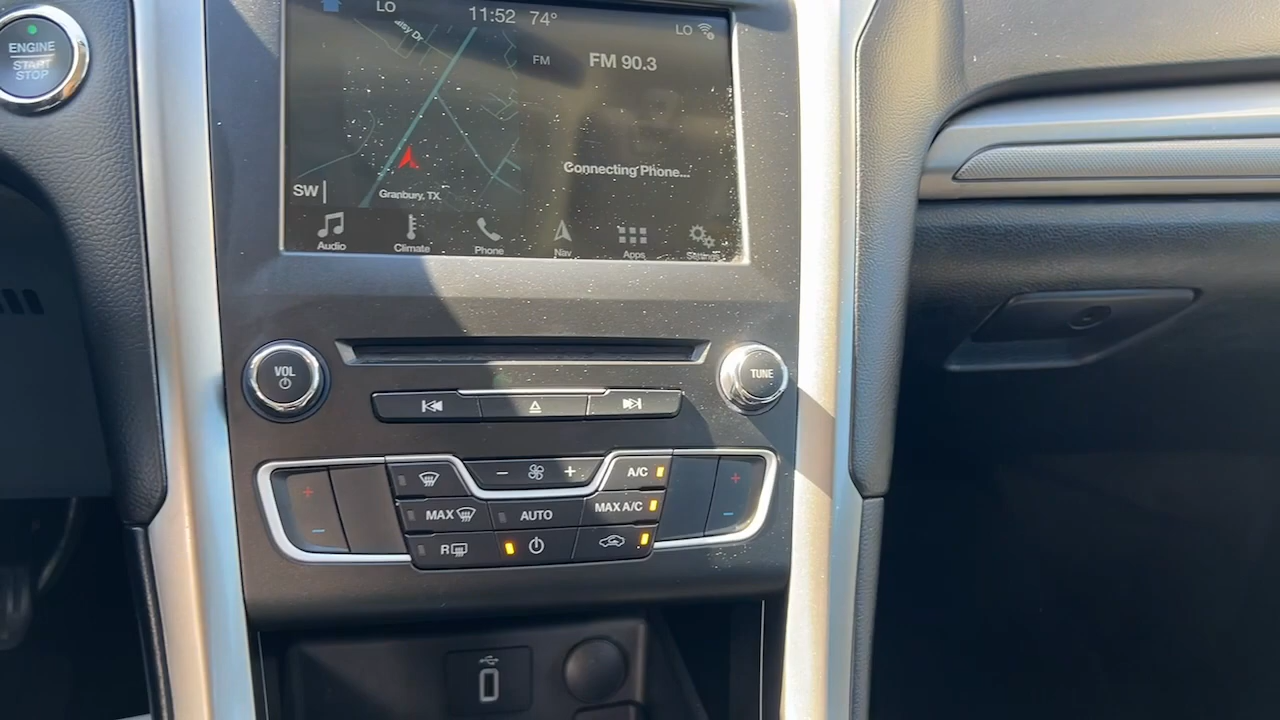 ENGINE
START
STOP
LO
11:52 74°
LO
FM
FM 90.3
Connecting Phone...
SW
Granbury, TX
Audio
Climate
Phone
Nav
Apps
Settings
VOL
TUNE
A/C
MAX
AUTO
MAX A/C
R